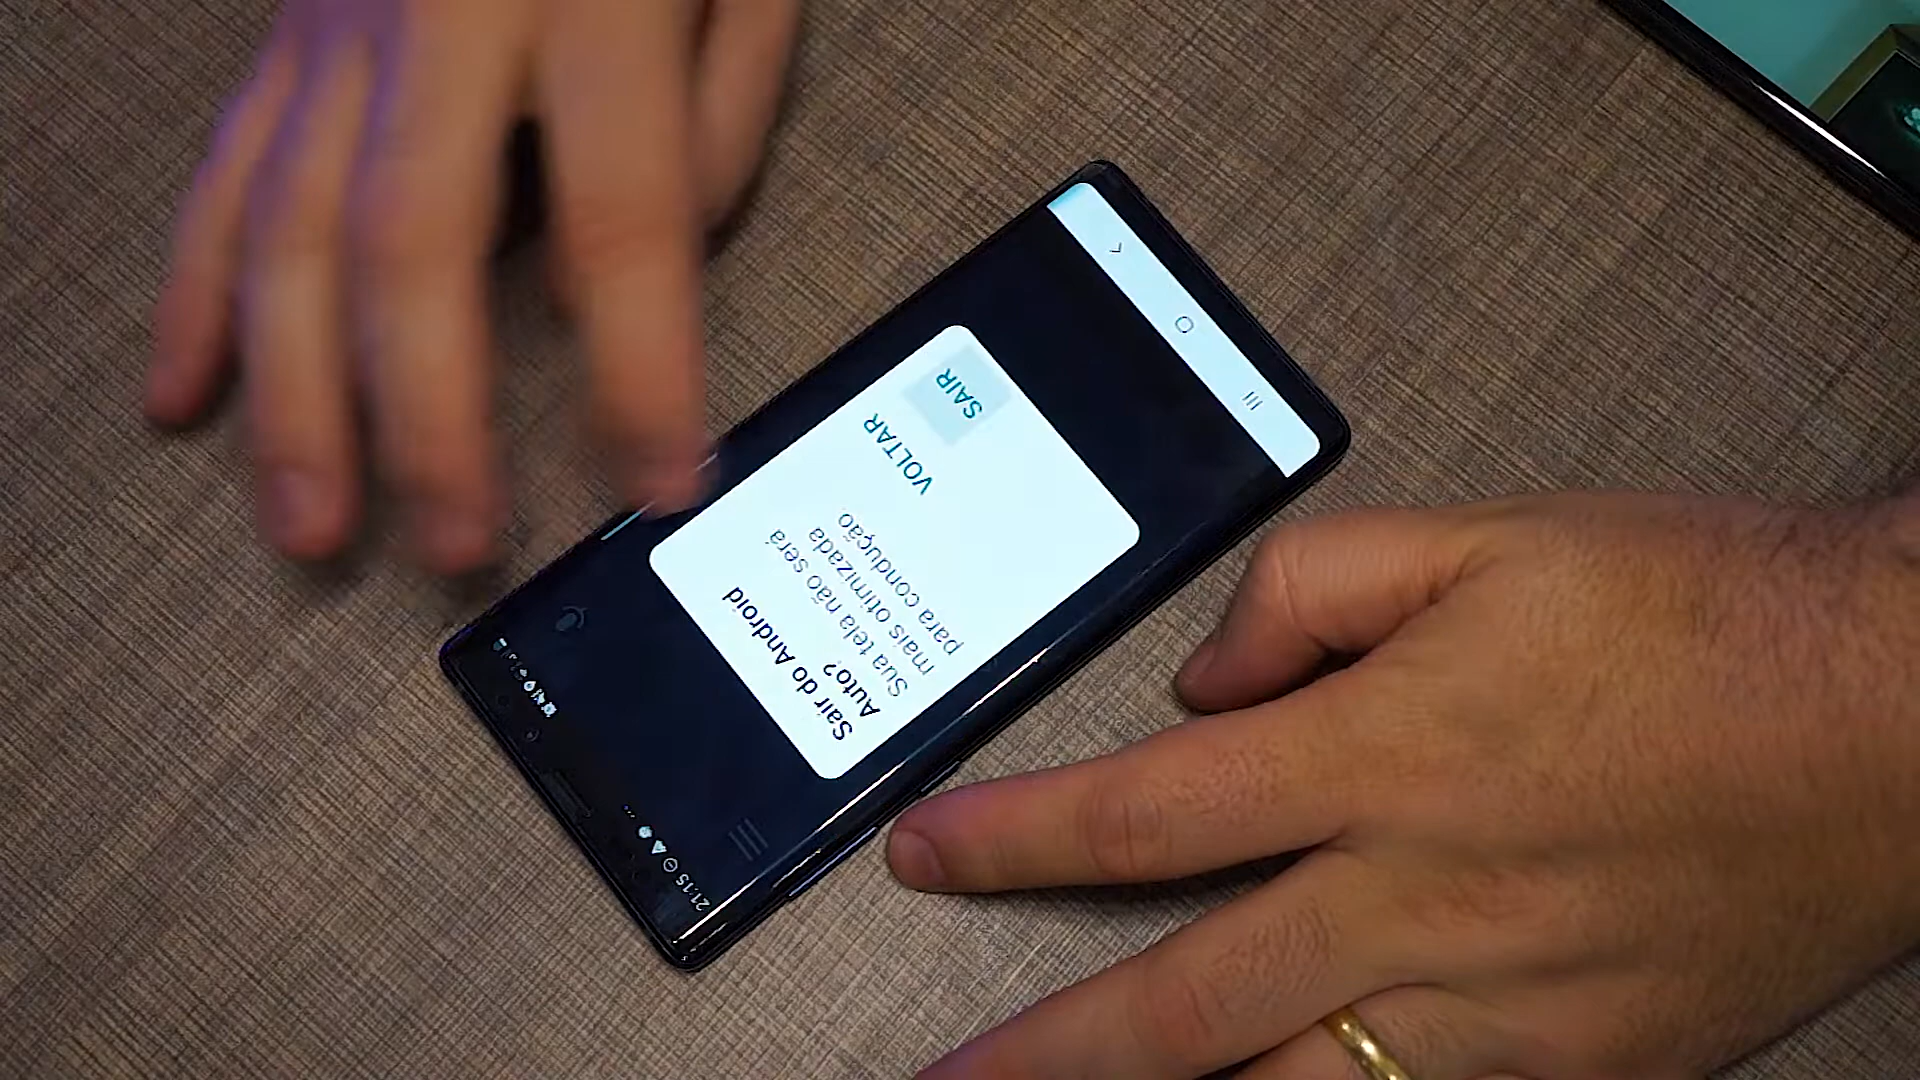 21:15
Sair do Android
Auto?
Sua tela não será
mais otimizada
para condução.
VOLTAR
SAIR